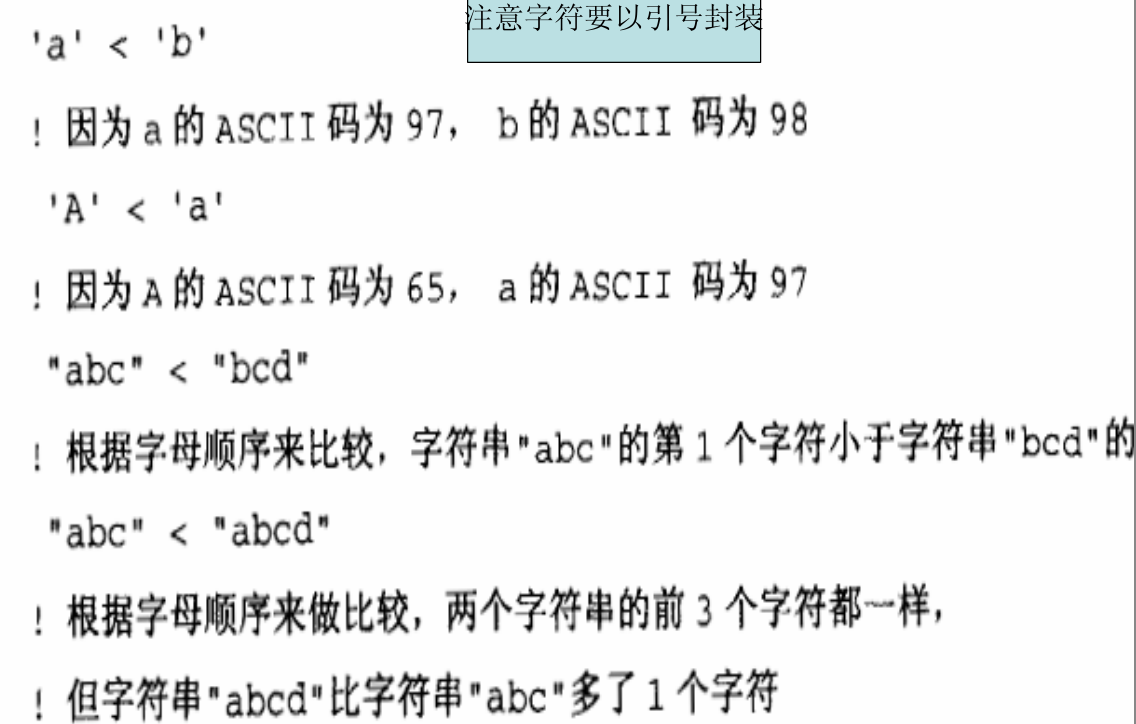 注意字符要以引号封装
'a' < 'b'
! 因为 a 的 ASCII 码为 97， b 的 ASCII 码为 98
'A' < 'a'
! 因为 A 的 ASCII 码为 65， a 的 ASCII 码为 97
"abc" < "bcd"
! 根据字母顺序来比较，字符串"abc"的第 1 个字符小于字符串"bcd"的
"abc" < "abcd"
! 根据字母顺序来做比较，两个字符串的前 3 个字符都一样，
! 但字符串"abcd"比字符串"abc"多了 1 个字符